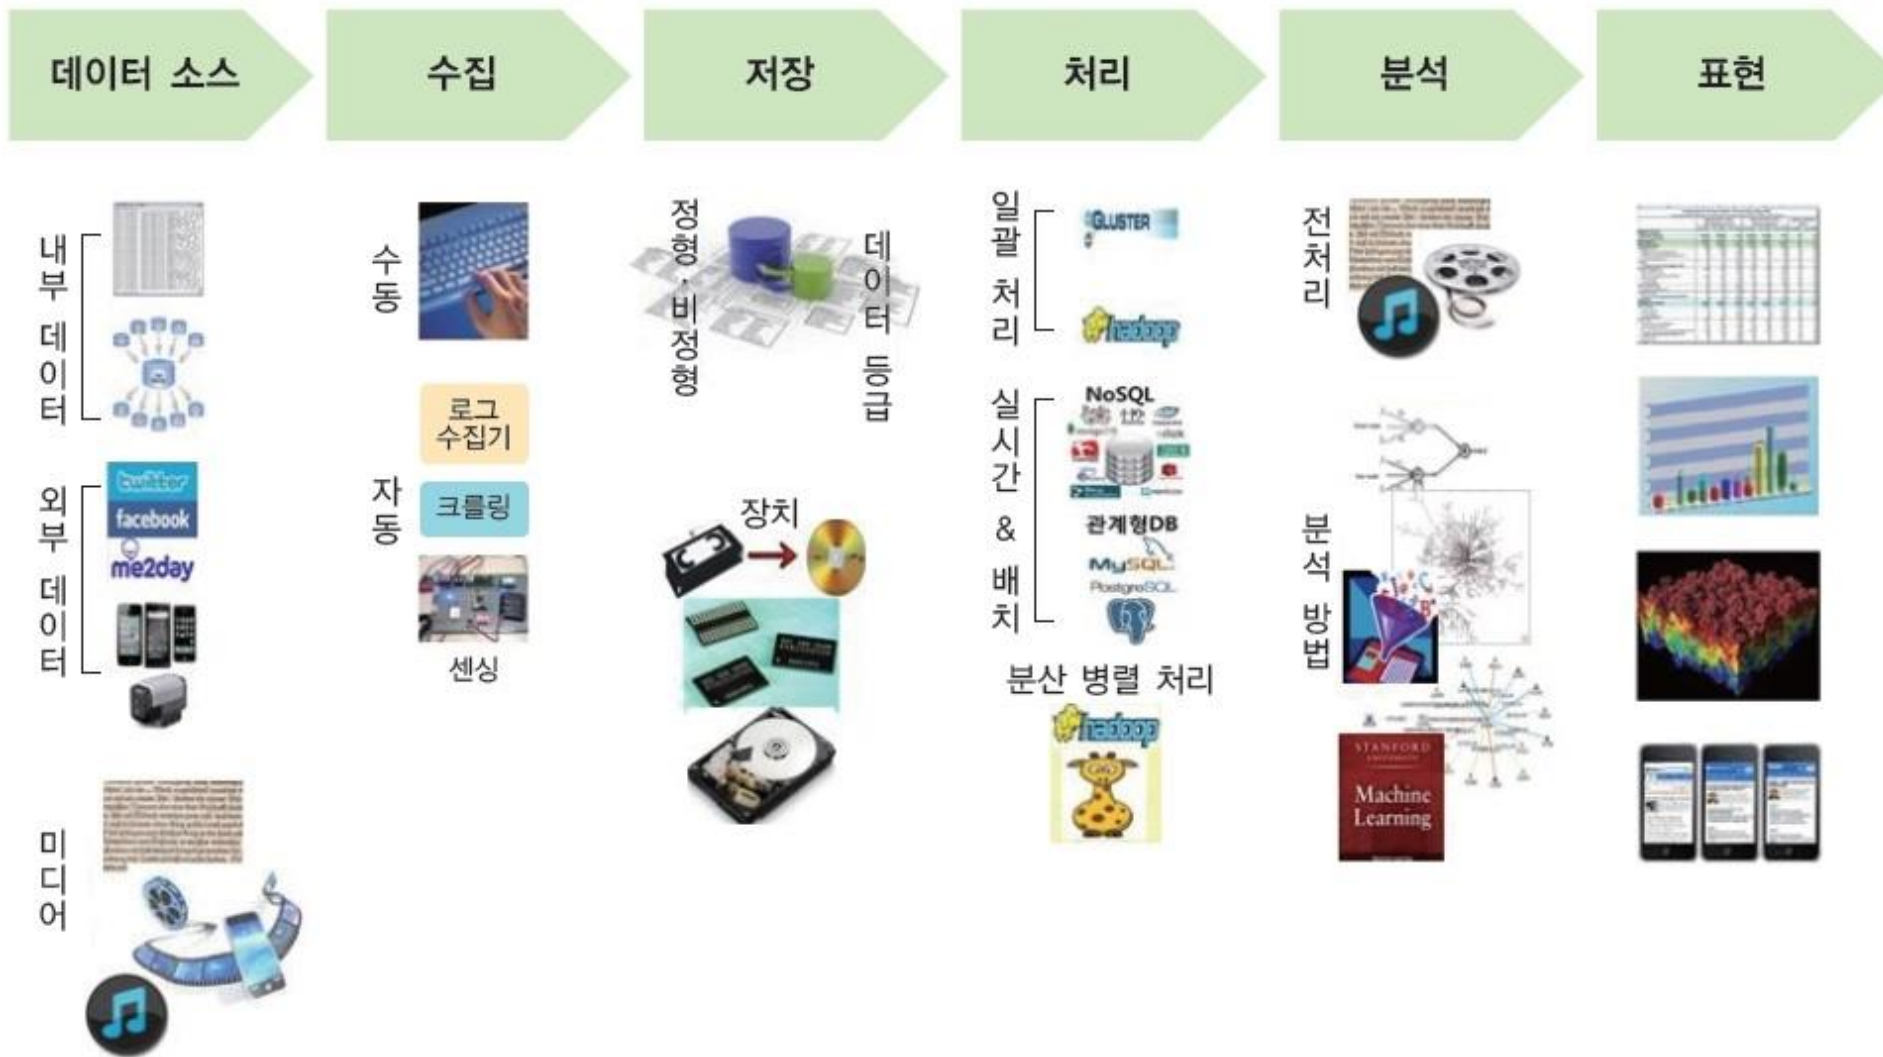 데이터 소스
수집
저장
처리
분석
표현
내부 데이터
외부 데이터
twitter
facebook
me2day
미디어
수동
자동
로그
수집기
크를링
센싱
정형·비정형
데이터 등급
장치
일괄 처리
GLUSTER
hadoop
실시간 & 배치
NoSQL
관계형DB
MySQL
PostgreSQL
분산 병렬 처리
hadoop
전처리
분석 방법
STANFORD
UNIVERSITY
Machine
Learning